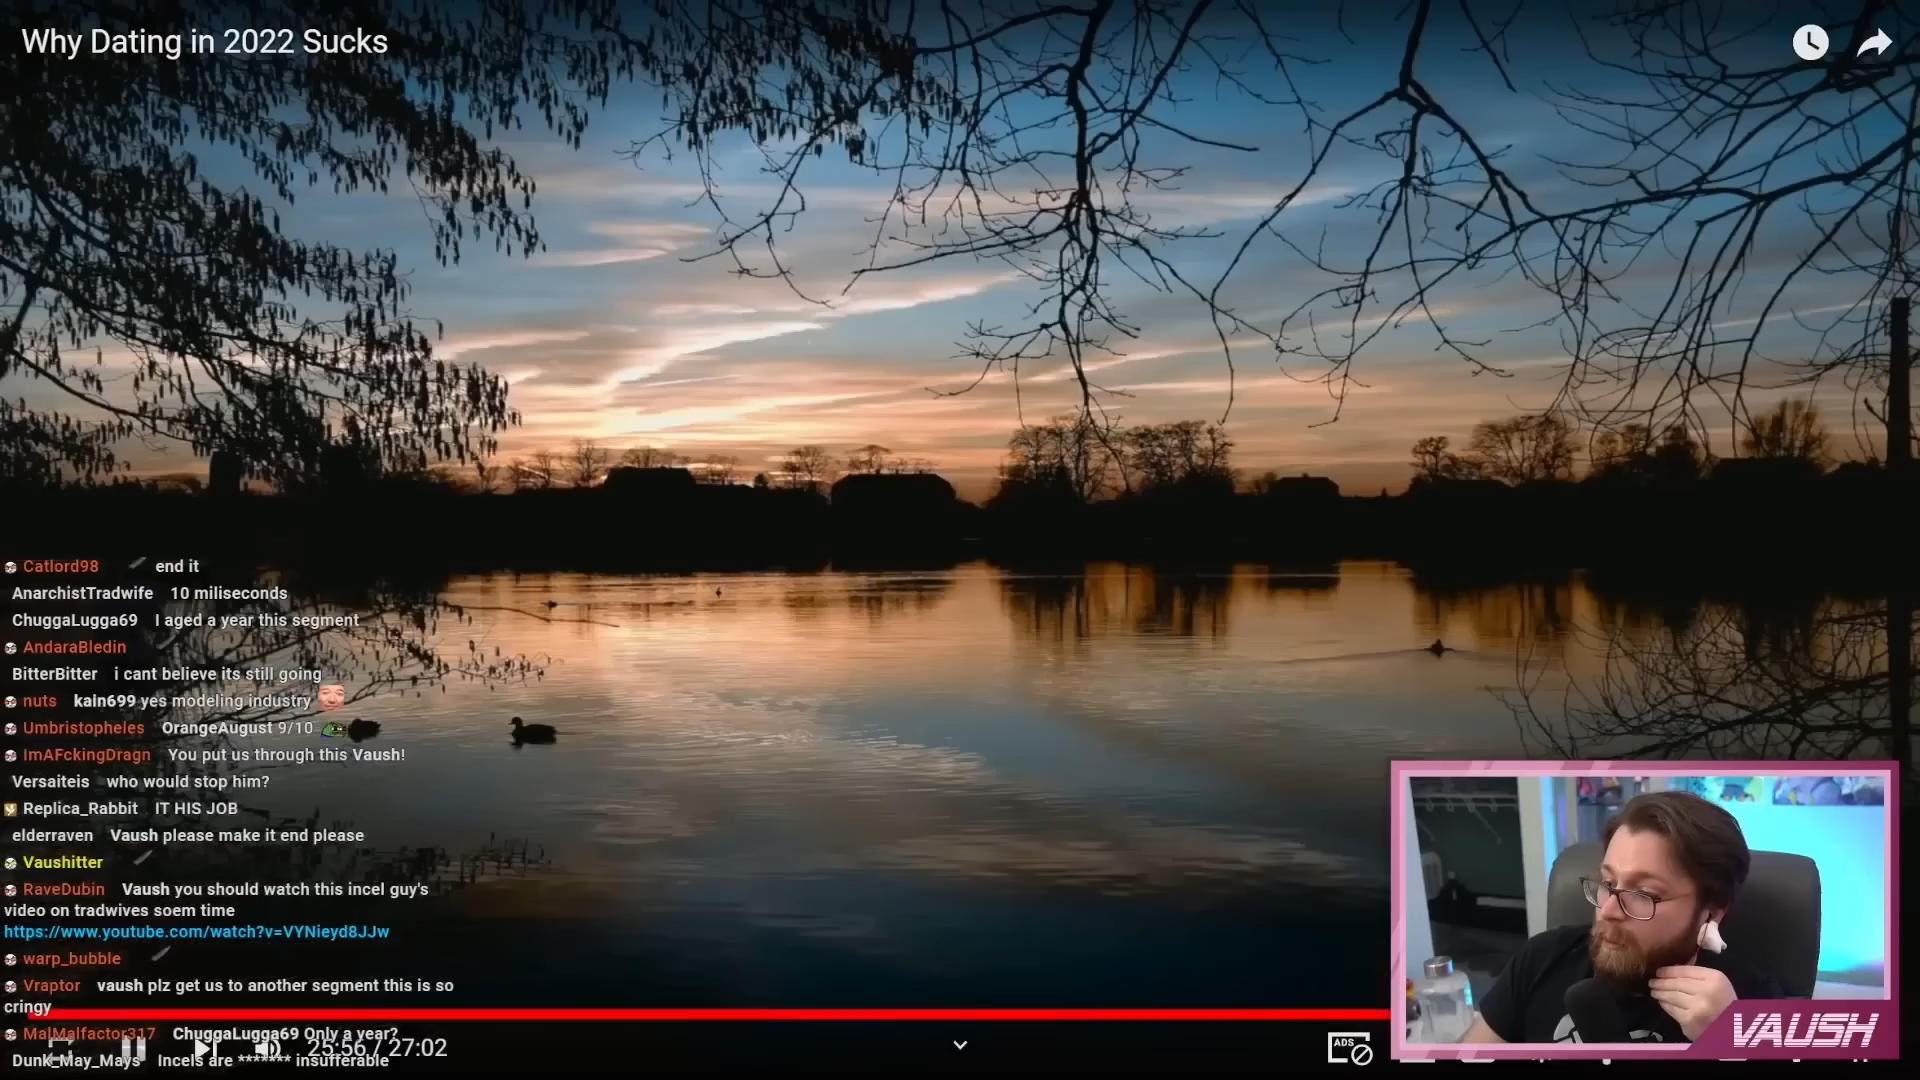 Why Dating in 2022 Sucks
Catlord98 end it
AnarchistTradwife 10 miliseconds
ChuggaLugga69 I aged a year this segment
AndaraBledin
BitterBitter i cant believe its still going
nuts kain699 yes modeling industry
Umbristopheles OrangeAugust 9/10
ImAFckingDragn You put us through this Vaush!
Versaiteis who would stop him?
Replica_Rabbit IT HIS JOB
elderraven Vaush please make it end please
Vaushitter
RaveDubin Vaush you should watch this incel guy's
video on tradwives soem time
https://www.youtube.com/watch?v=VYNieyd8JJw
warp_bubble
Vraptor vaush plz get us to another segment this is so
cringy
MalMalfactor317 ChuggaLugga69 Only a year?
Dunk_May_Mays Incels are ******* insufferable
25:56 / 27:02
ADS
VAUSH